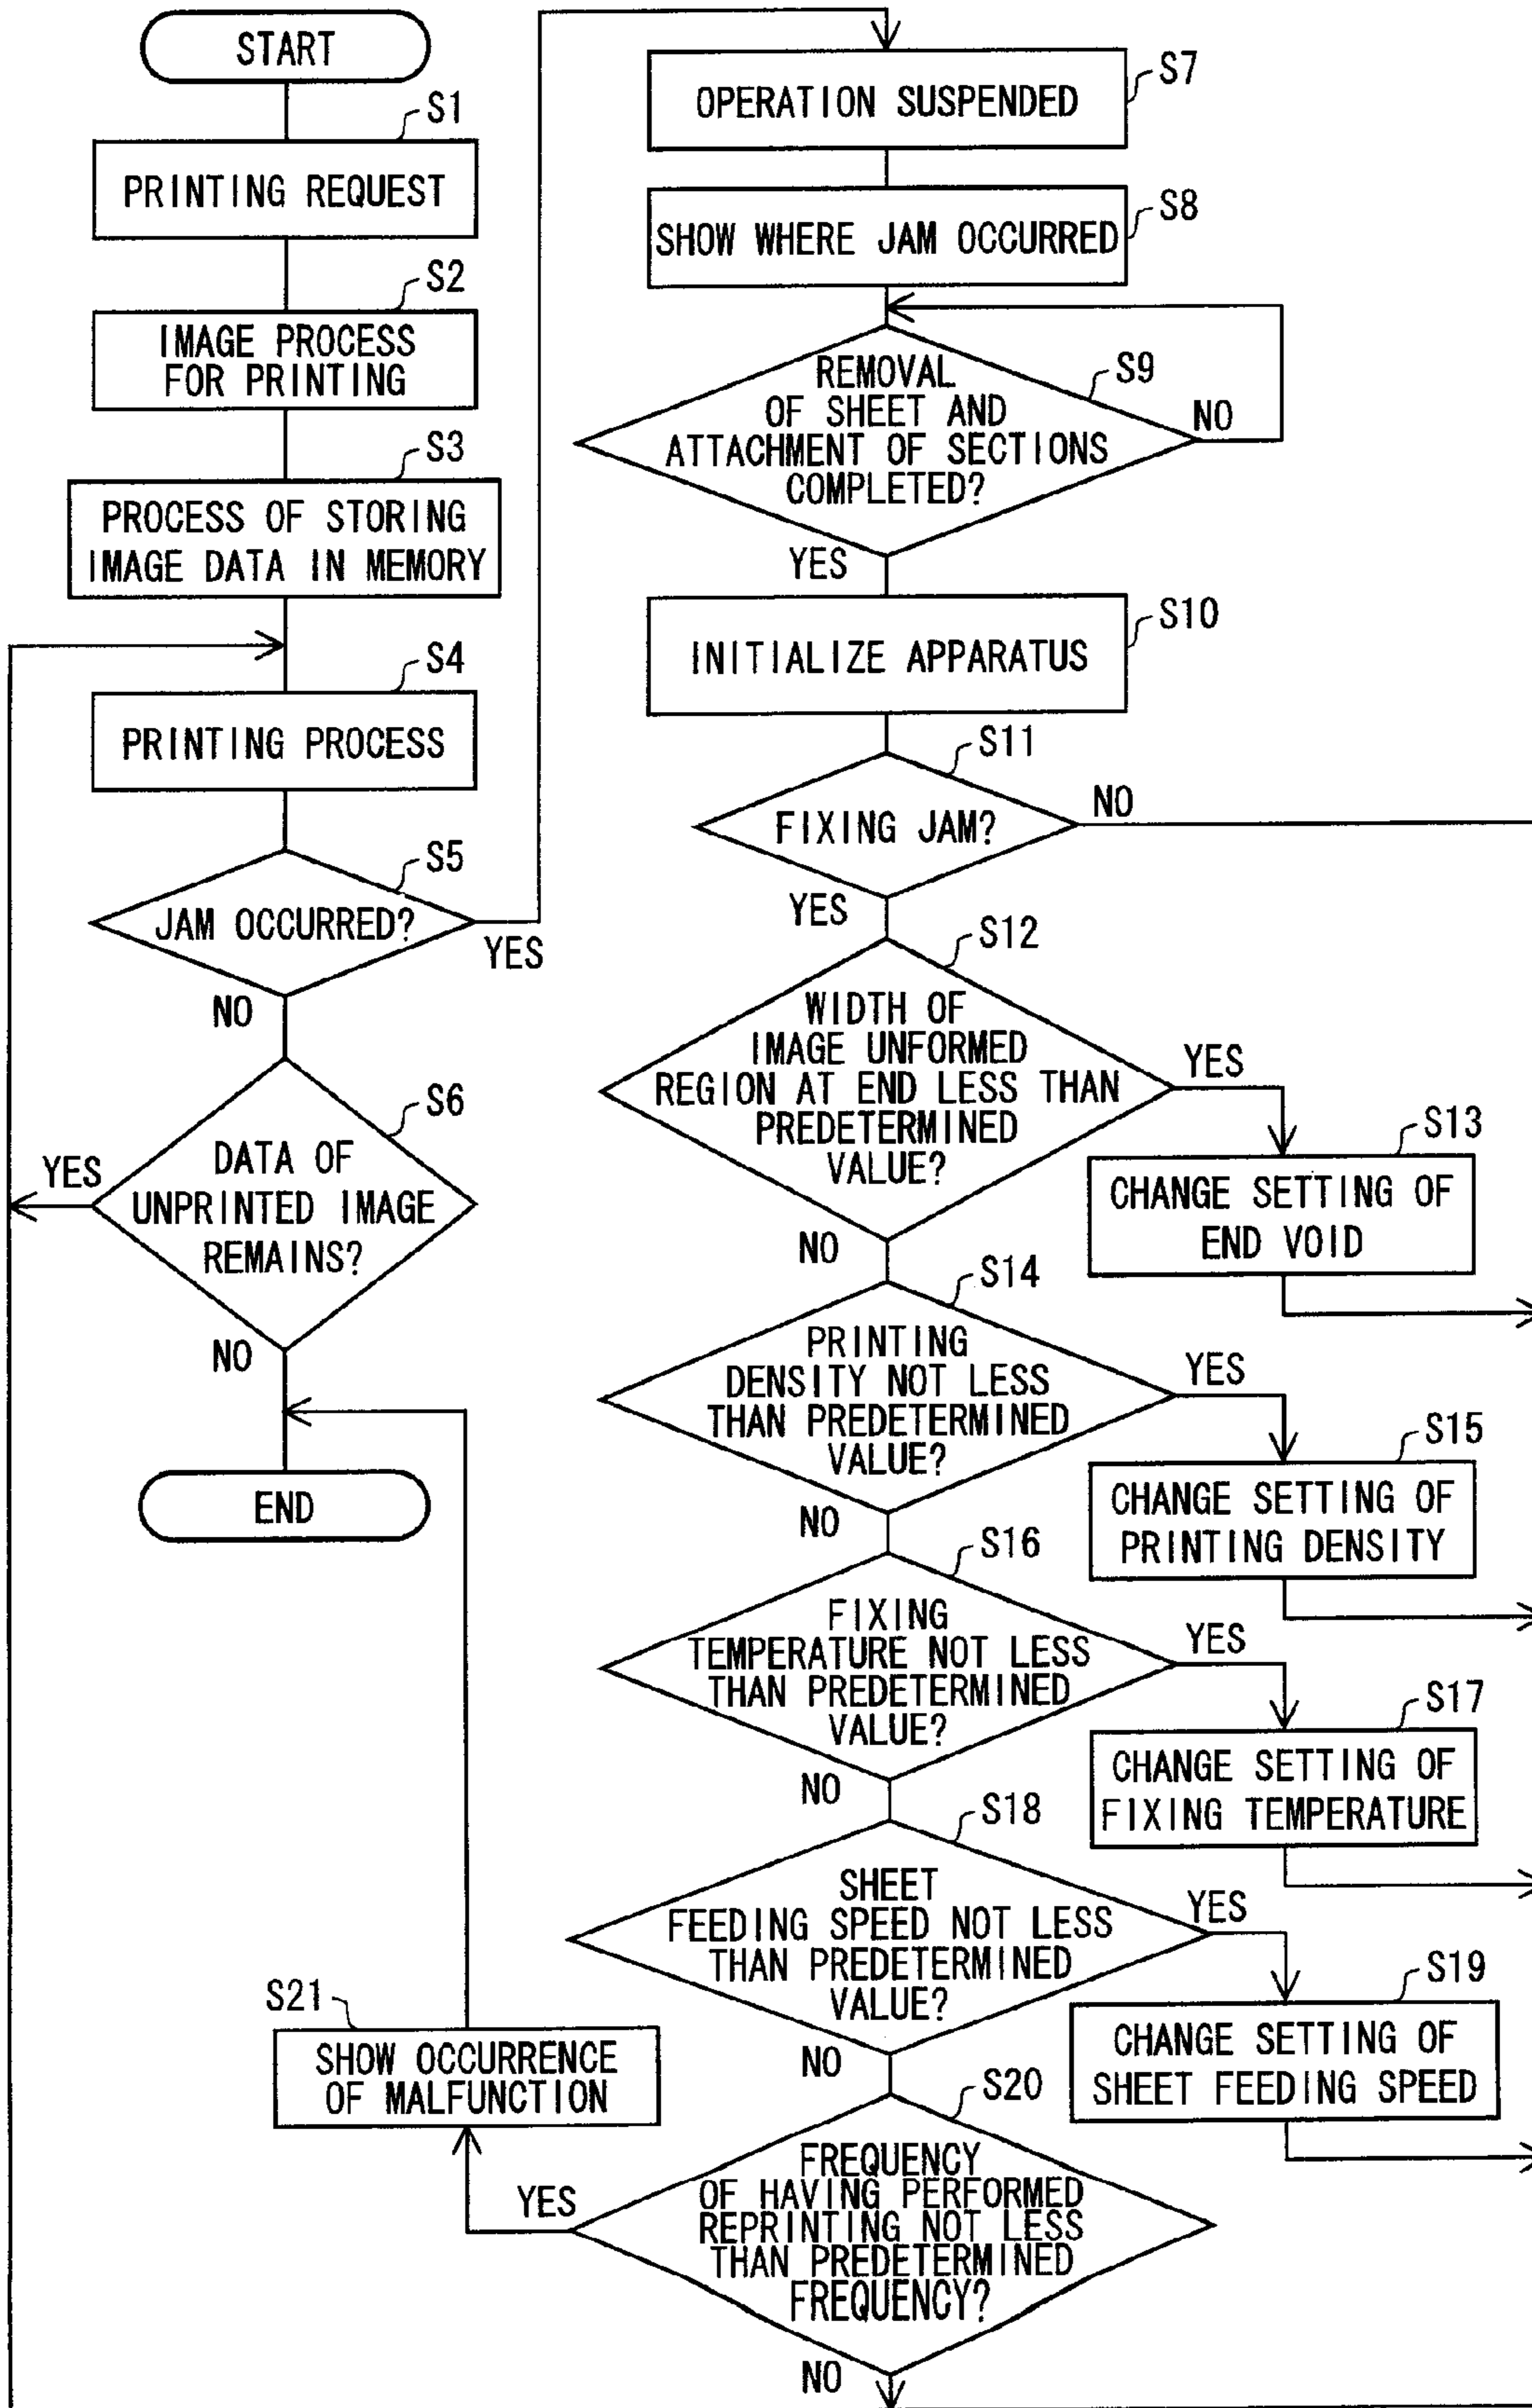 START
S1
PRINTING REQUEST
S2
IMAGE PROCESS
FOR PRINTING
S3
PROCESS OF STORING
IMAGE DATA IN MEMORY
S4
PRINTING PROCESS
S5
JAM OCCURRED?
YES
NO
S6
DATA OF
UNPRINTED IMAGE
REMAINS?
YES
NO
END
S7
OPERATION SUSPENDED
S8
SHOW WHERE JAM OCCURRED
S9
REMOVAL
OF SHEET AND
ATTACHMENT OF SECTIONS
COMPLETED?
NO
YES
S10
INITIALIZE APPARATUS
S11
FIXING JAM?
NO
YES
S12
WIDTH OF
IMAGE UNFORMED
REGION AT END LESS THAN
PREDETERMINED
VALUE?
YES
NO
S13
CHANGE SETTING OF
END VOID
S14
PRINTING
DENSITY NOT LESS
THAN PREDETERMINED
VALUE?
YES
NO
S15
CHANGE SETTING OF
PRINTING DENSITY
S16
FIXING
TEMPERATURE NOT LESS
THAN PREDETERMINED
VALUE?
YES
NO
S17
CHANGE SETTING OF
FIXING TEMPERATURE
S18
SHEET
FEEDING SPEED NOT LESS
THAN PREDETERMINED
VALUE?
YES
NO
S19
CHANGE SETTING OF
SHEET FEEDING SPEED
S20
FREQUENCY
OF HAVING PERFORMED
REPRINTING NOT LESS
THAN PREDETERMINED
FREQUENCY?
YES
NO
S21
SHOW OCCURRENCE
OF MALFUNCTION